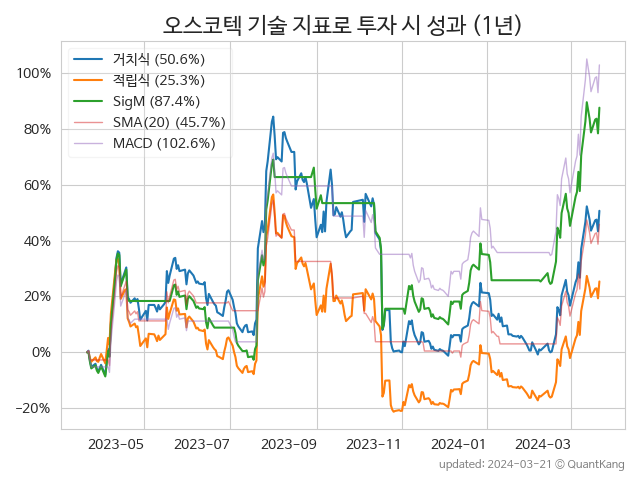 오스코텍 기술 지표로 투자 시 성과 (1년)
거치식 (50.6%)
적립식 (25.3%)
SigM (87.4%)
SMA(20) (45.7%)
MACD (102.6%)
100%
80%
60%
40%
20%
0%
−20%
2023-05 2023-07 2023-09 2023-11 2024-01 2024-03
updated: 2024-03-21 © QuantKang